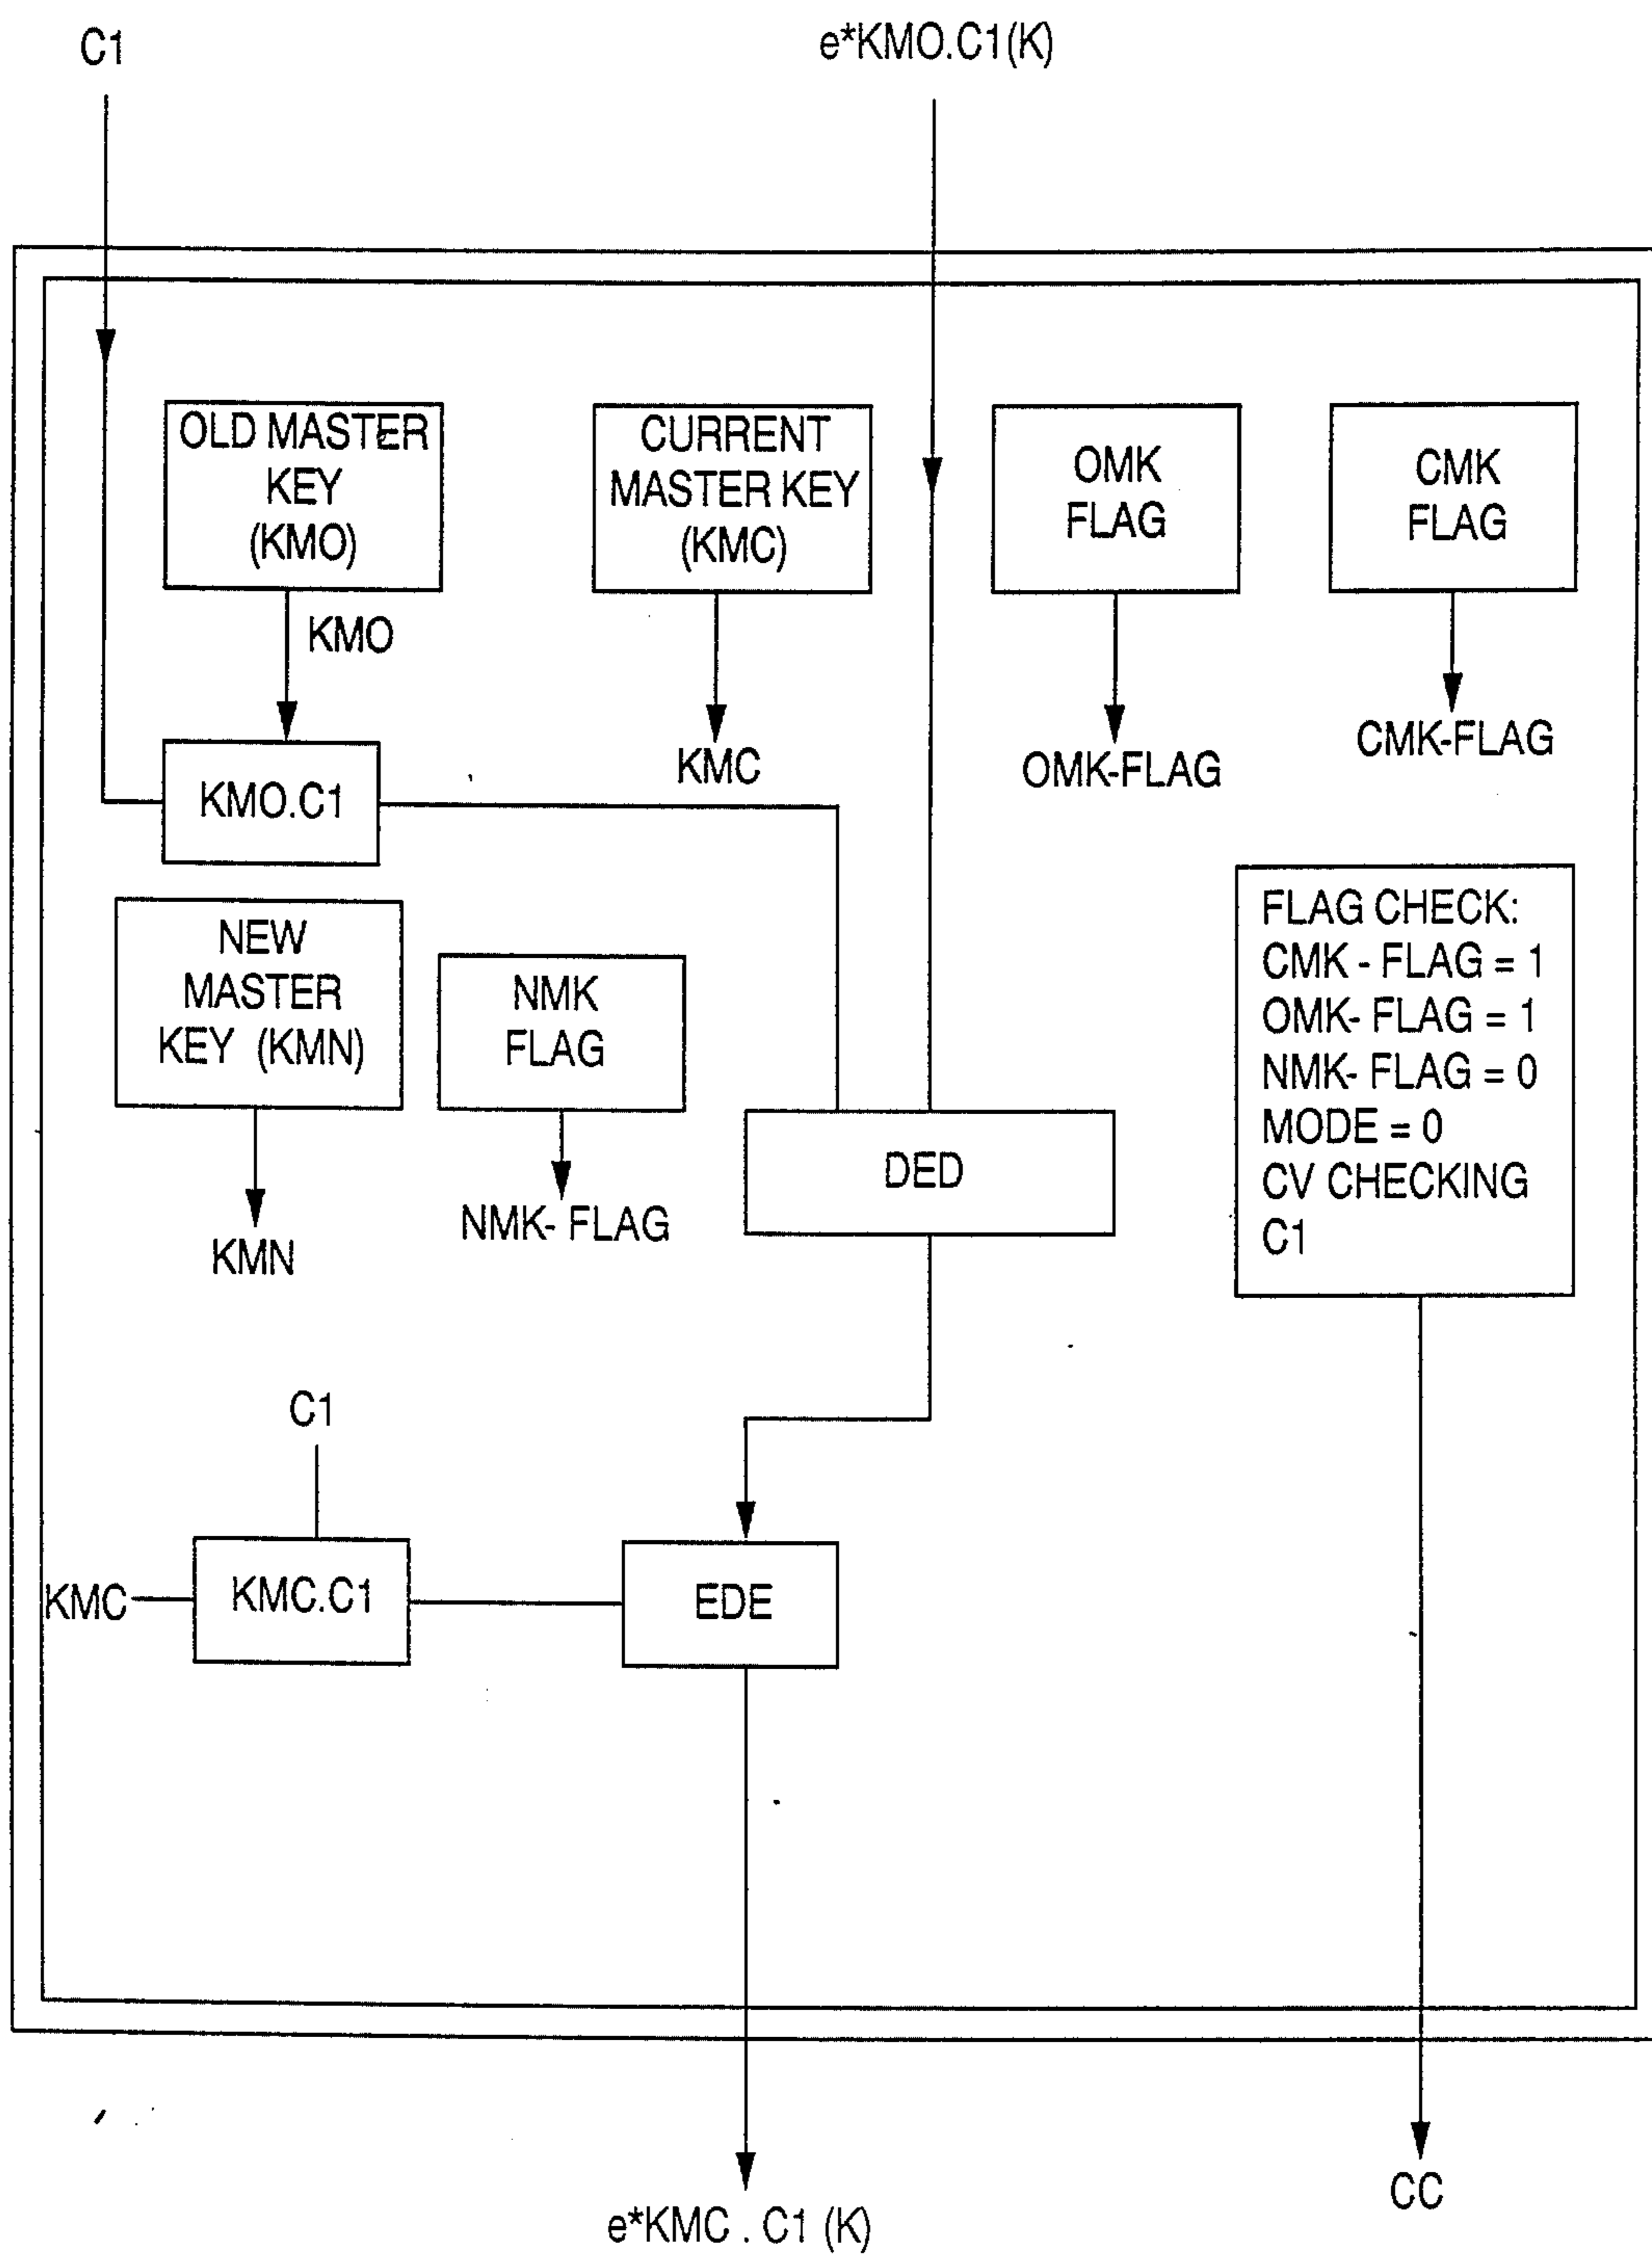 C1
e*KMO.C1(K)
OLD MASTER
KEY
(KMO)
CURRENT
MASTER KEY
(KMC)
OMK
FLAG
CMK
FLAG
KMO
KMC
OMK-FLAG
CMK-FLAG
KMO.C1
NEW
MASTER
KEY (KMN)
NMK
FLAG
FLAG CHECK:
CMK - FLAG = 1
OMK- FLAG = 1
NMK- FLAG = 0
MODE = 0
CV CHECKING
C1
DED
KMN
NMK- FLAG
C1
KMC
KMC.C1
EDE
e*KMC . C1 (K)
CC